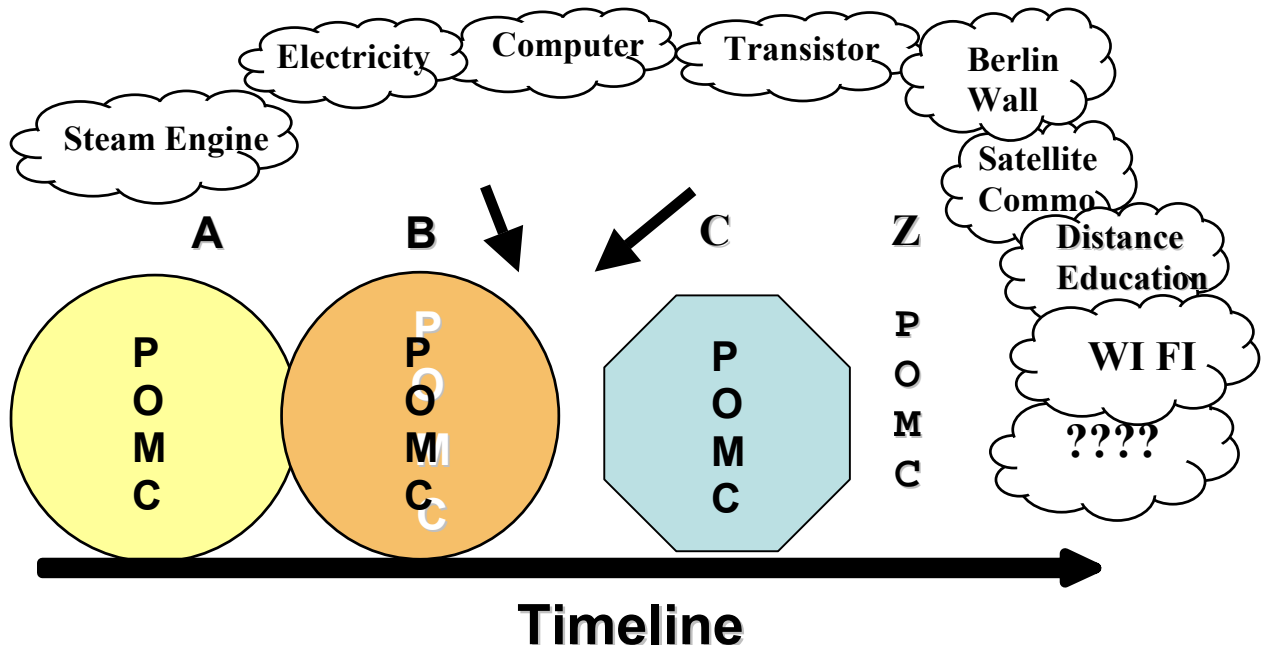 Electricity
Computer
Transistor
Berlin
Wall
Steam Engine
Satellite
Commo
Distance
Education
WI FI
????
A
B
C
Z
P
O
M
C
P
O
M
C
P
O
M
C
P
O
M
C
P
O
M
C
Timeline